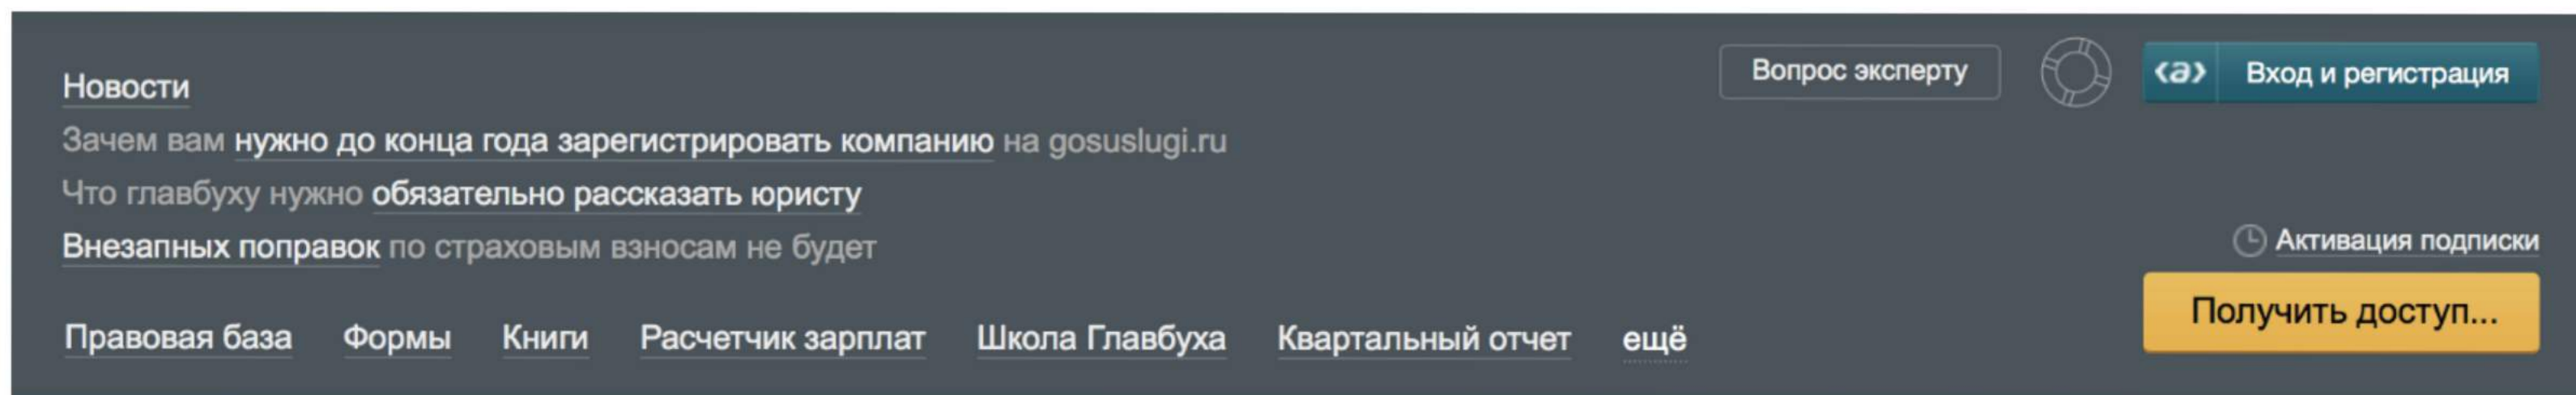 Новости
Зачем вам нужно до конца года зарегистрировать компанию на gosuslugi.ru
Что главбуху нужно обязательно рассказать юристу
Внезапных поправок по страховым взносам не будет
Правовая база Формы Книги Расчетчик зарплат Школа Главбуха Квартальный отчет ещё
Вопрос эксперту
<a> Вход и регистрация
Активация подписки
Получить доступ...